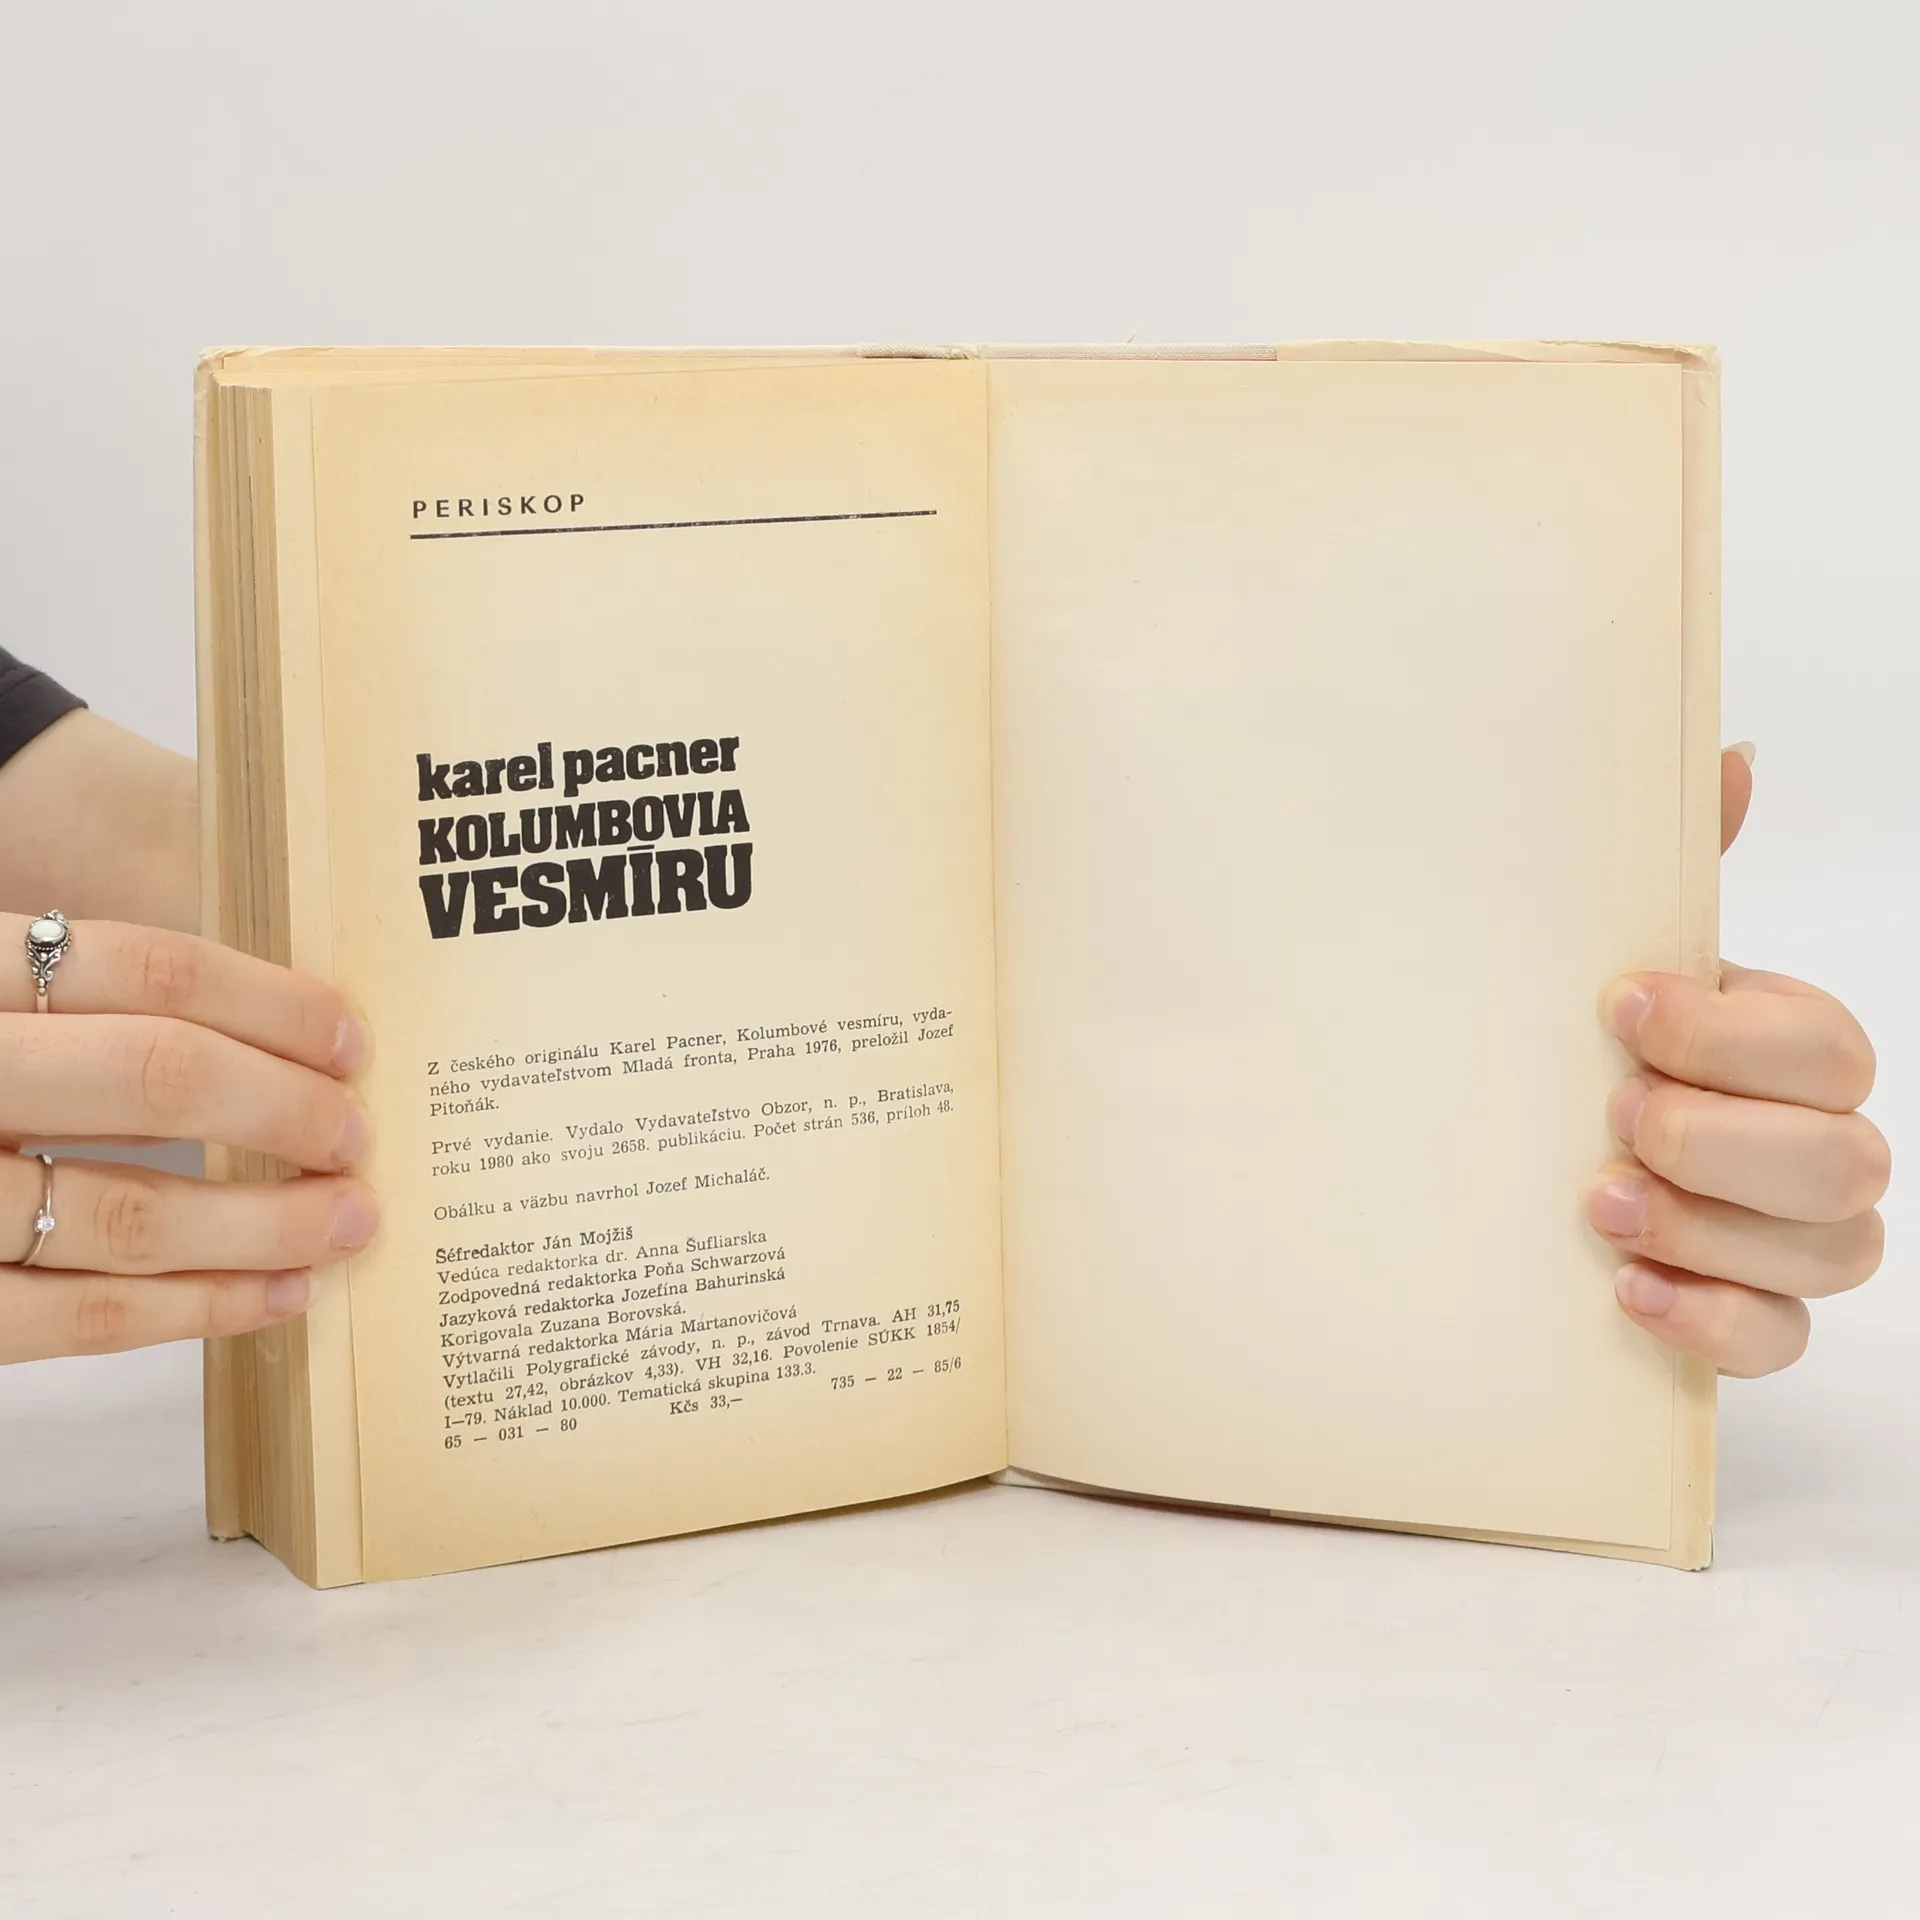 PERISKOP
karel pacner
KOLUMBOVIA
VESMÍRU
Z českého originálu Karel Pacner, Kolumbové vesmíru, vyda-
ného vydavateľstvom Mladá fronta, Praha 1976, preložil Jozef
Pitoňák.
Prvé vydanie. Vydalo Vydavateľstvo Obzor, n. p., Bratislava,
roku 1980 ako svoju 2658. publikáciu. Počet strán 536, príloh 48.
Obálku a väzbu navrhol Jozef Michaláč.
Šéfredaktor Ján Mojžiš
Vedúca redaktorka dr. Anna Šufliarska
Zodpovedná redaktorka Poňa Schwarzová
Jazyková redaktorka Jozefína Bahurinská
Korigovala Zuzana Borovská.
Výtvarná redaktorka Mária Martanovičová
Vytlačili Polygrafické závody, n. p., závod Trnava. AH 31,75
(textu 27,42, obrázkov 4,33). VH 32,16. Povolenie SÚKK 1854/
I—79. Náklad 10.000. Tematická skupina 133.3.
65 — 031 — 80 Kčs 33,— 735 — 22 — 85/6